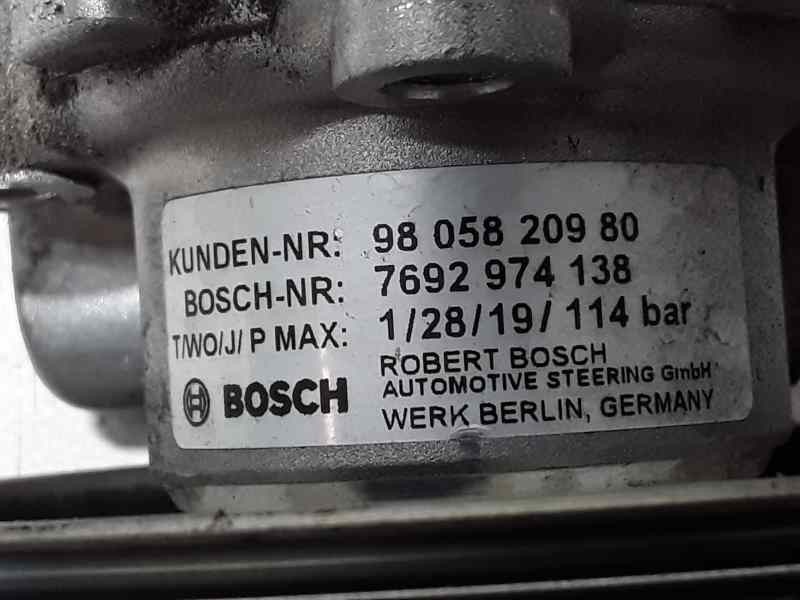 KUNDEN-NR: 98 058 209 80
BOSCH-NR: 7692 974 138
T/WO/J/ P MAX: 1/28/19/ 114 bar
ROBERT BOSCH
AUTOMOTIVE STEERING GmbH
BOSCH
WERK BERLIN, GERMANY